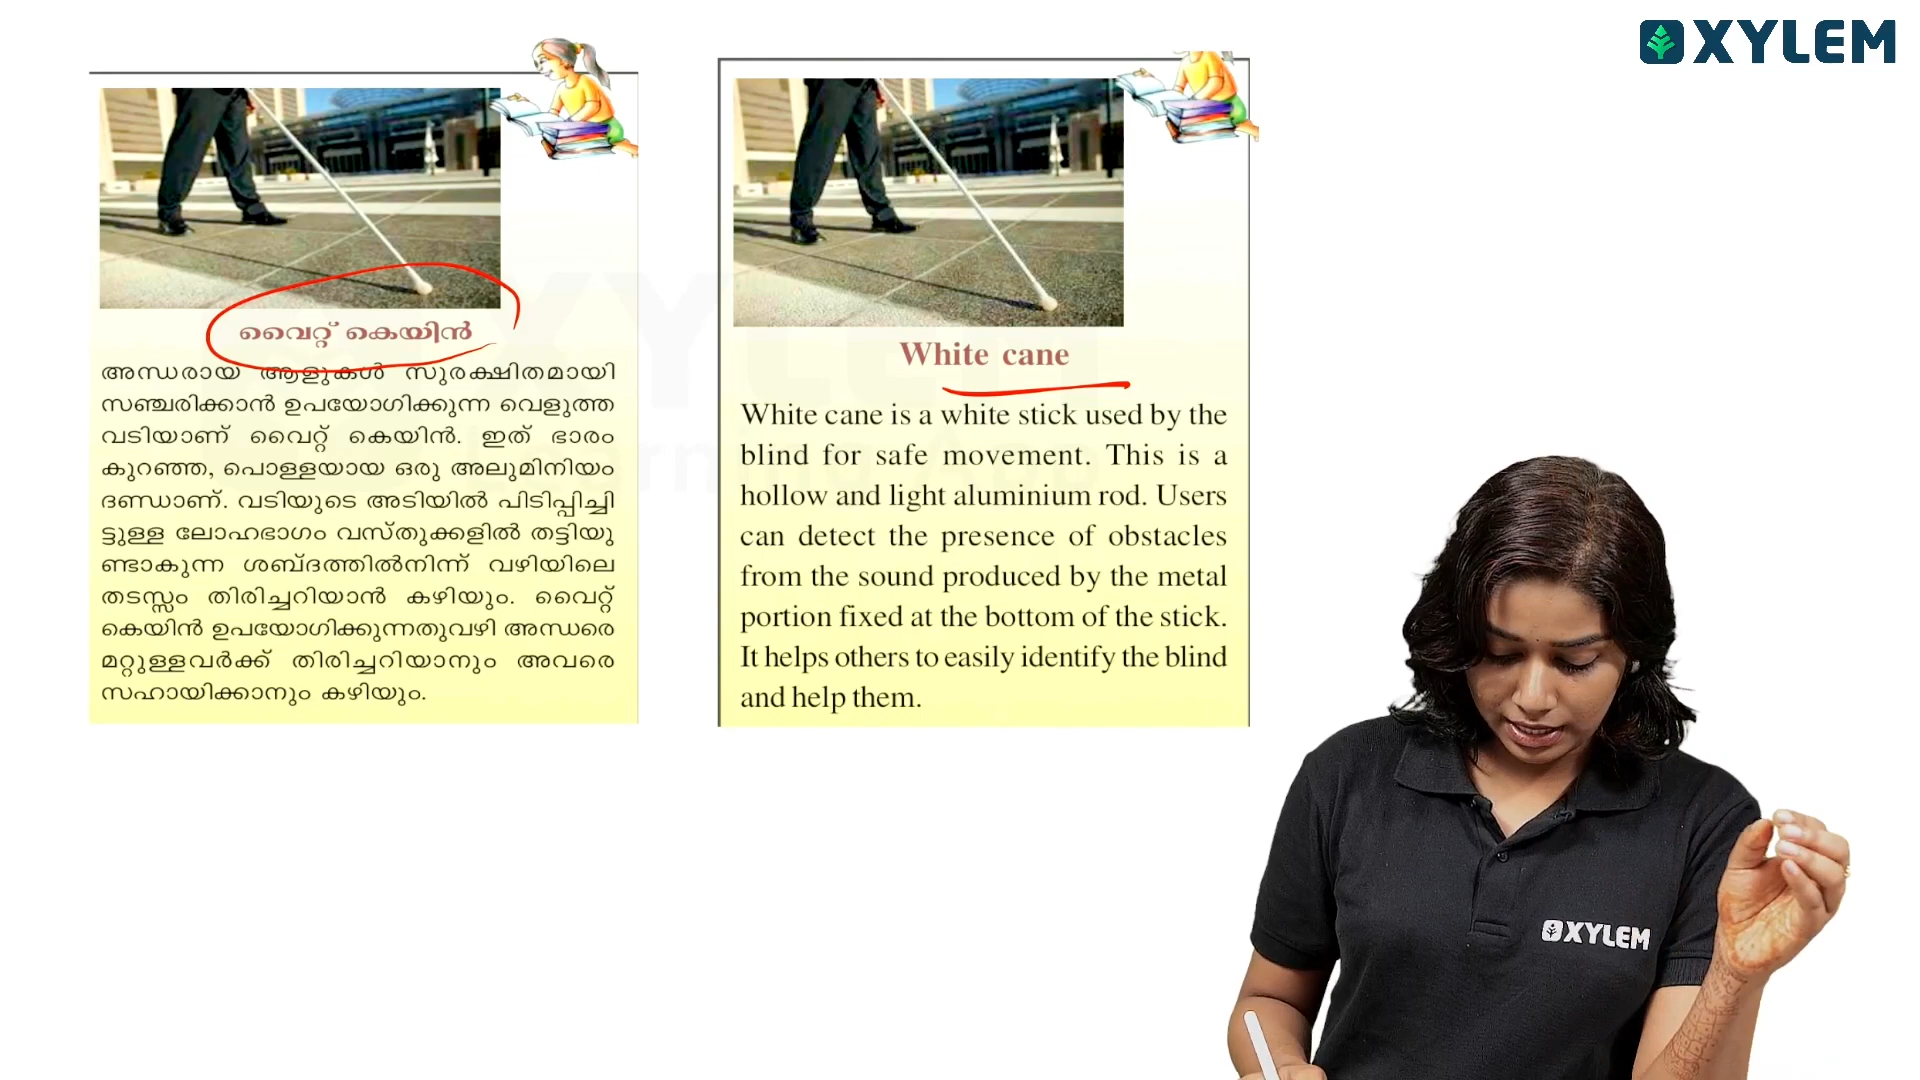 XYLEM
വൈറ്റ് കെയിൻ
അന്ധരായ ആളുകൾ സുരക്ഷിതമായി
സഞ്ചരിക്കാൻ ഉപയോഗിക്കുന്ന വെളുത്ത
വടിയാണ് വൈറ്റ് കെയിൻ. ഇത് ഭാരം
കുറഞ്ഞ, പൊള്ളയായ ഒരു അലുമിനിയം
ദണ്ഡാണ്. വടിയുടെ അടിയിൽ പിടിപ്പിച്ചി
ട്ടുള്ള ലോഹഭാഗം വസ്തുക്കളിൽ തട്ടിയു
ണ്ടാകുന്ന ശബ്ദത്തിൽനിന്ന് വഴിയിലെ
തടസ്സം തിരിച്ചറിയാൻ കഴിയും. വൈറ്റ്
കെയിൻ ഉപയോഗിക്കുന്നതുവഴി അന്ധരെ
മറ്റുള്ളവർക്ക് തിരിച്ചറിയാനും അവരെ
സഹായിക്കാനും കഴിയും.
White cane
White cane is a white stick used by the
blind for safe movement. This is a
hollow and light aluminium rod. Users
can detect the presence of obstacles
from the sound produced by the metal
portion fixed at the bottom of the stick.
It helps others to easily identify the blind
and help them.
XYLEM
XYLEM
Learning App